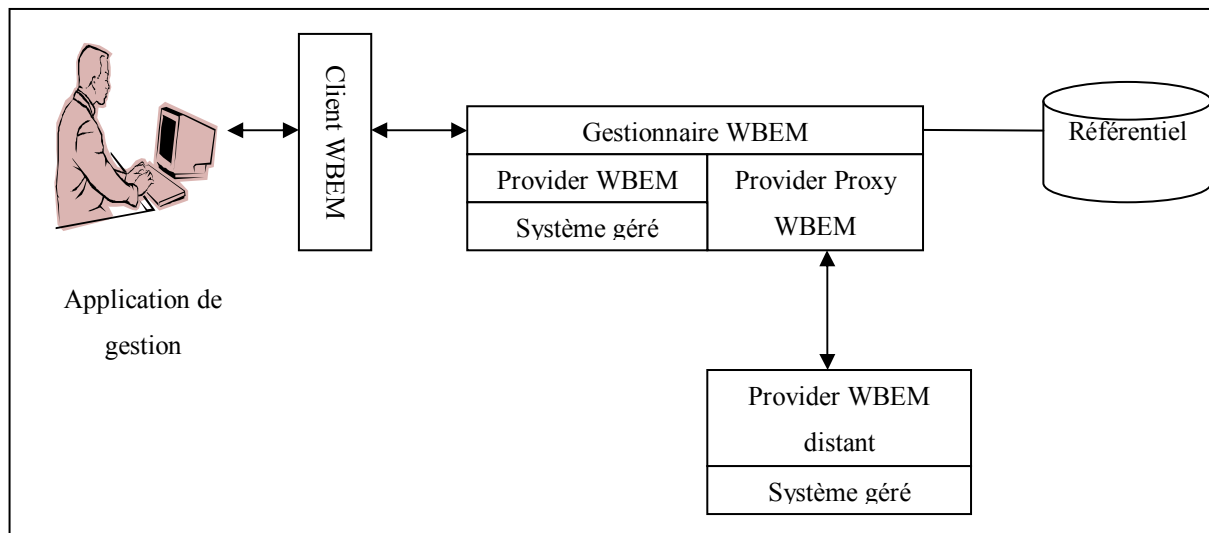 Application de
gestion
Client WBEM
Gestionnaire WBEM
Provider WBEM
Système géré
Provider Proxy
WBEM
Référentiel
Provider WBEM
distant
Système géré